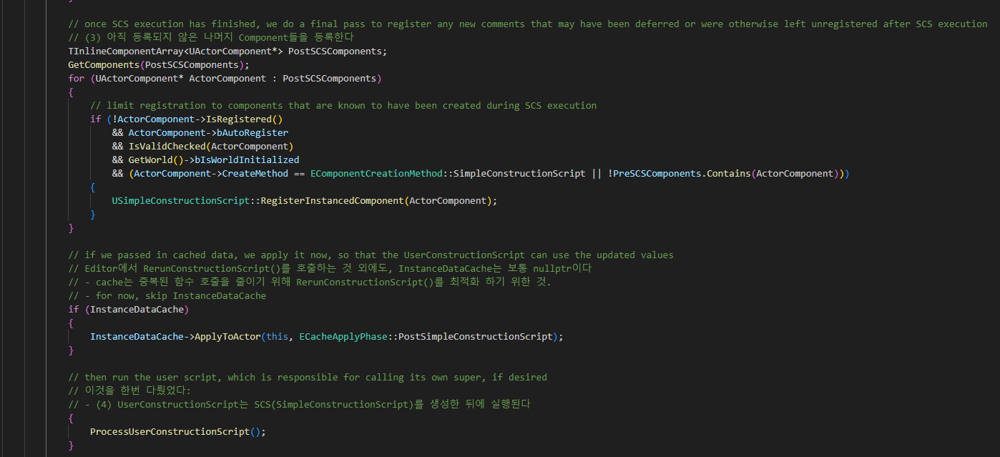 }
// once SCS execution has finished, we do a final pass to register any new comments that may have been deferred or were otherwise left unregistered after SCS execution
// (3) 아직 등록되지 않은 나머지 Component들을 등록한다
TInlineComponentArray<UActorComponent*> PostSCSComponents;
GetComponents(PostSCSComponents);
for (UActorComponent* ActorComponent : PostSCSComponents)
{
// limit registration to components that are known to have been created during SCS execution
if (!ActorComponent->IsRegistered()
&& ActorComponent->bAutoRegister
&& IsValidChecked(ActorComponent)
&& GetWorld()->bIsWorldInitialized
&& (ActorComponent->CreateMethod == EComponentCreationMethod::SimpleConstructionScript || !PreSCSComponents.Contains(ActorComponent)))
{
USimpleConstructionScript::RegisterInstancedComponent(ActorComponent);
}
}
// if we passed in cached data, we apply it now, so that the UserConstructionScript can use the updated values
// Editor에서 RerunConstructionScript()를 호출하는 것 외에도, InstanceDataCache는 보통 nullptr이다
// - cache는 중복된 함수 호출을 줄이기 위해 RerunConstructionScript()를 최적화 하기 위한 것.
// - for now, skip InstanceDataCache
if (InstanceDataCache)
{
InstanceDataCache->ApplyToActor(this, ECacheApplyPhase::PostSimpleConstructionScript);
}
// then run the user script, which is responsible for calling its own super, if desired
// 이것을 한번 다뤘었다:
// - (4) UserConstructionScript는 SCS(SimpleConstructionScript)를 생성한 뒤에 실행된다
{
ProcessUserConstructionScript();
}